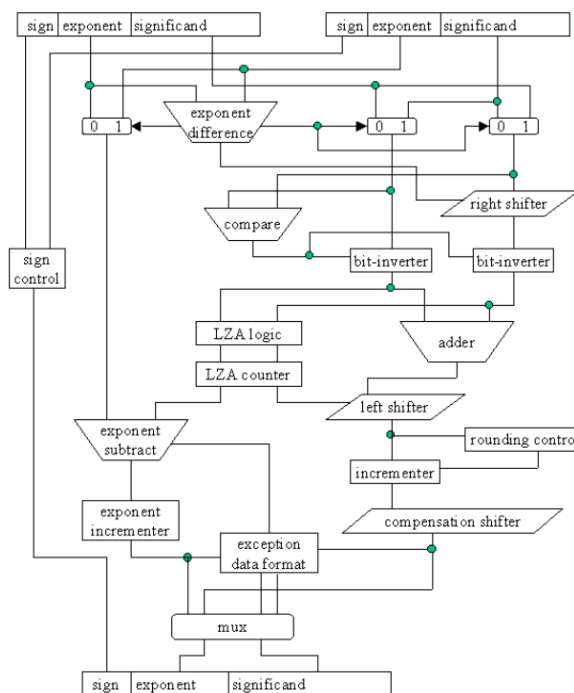 sign exponent significand
sign exponent significand
0 1
exponent
difference
0 1
0 1
compare
right shifter
sign
control
bit-inverter
bit-inverter
LZA logic
adder
LZA counter
left shifter
exponent
subtract
rounding control
incrementer
exponent
incrementer
compensation shifter
exception
data format
mux
sign exponent significand